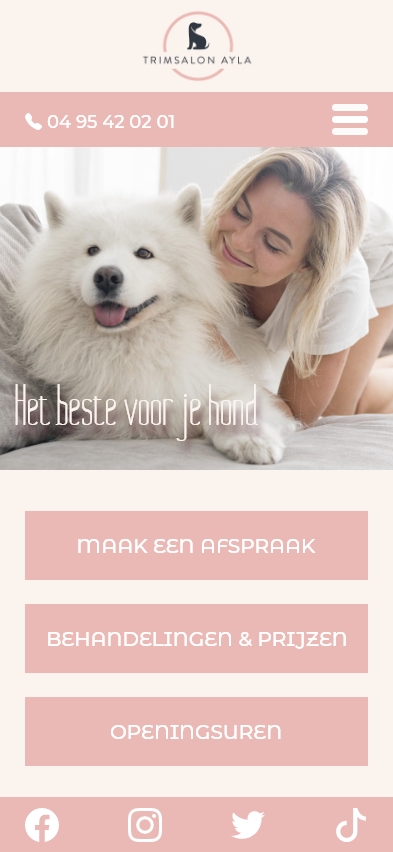 TRIMSALON AYLA
04 95 42 02 01
Het beste voor je hond
MAAK EEN AFSPRAAK
BEHANDELINGEN & PRIJZEN
OPENINGSUREN